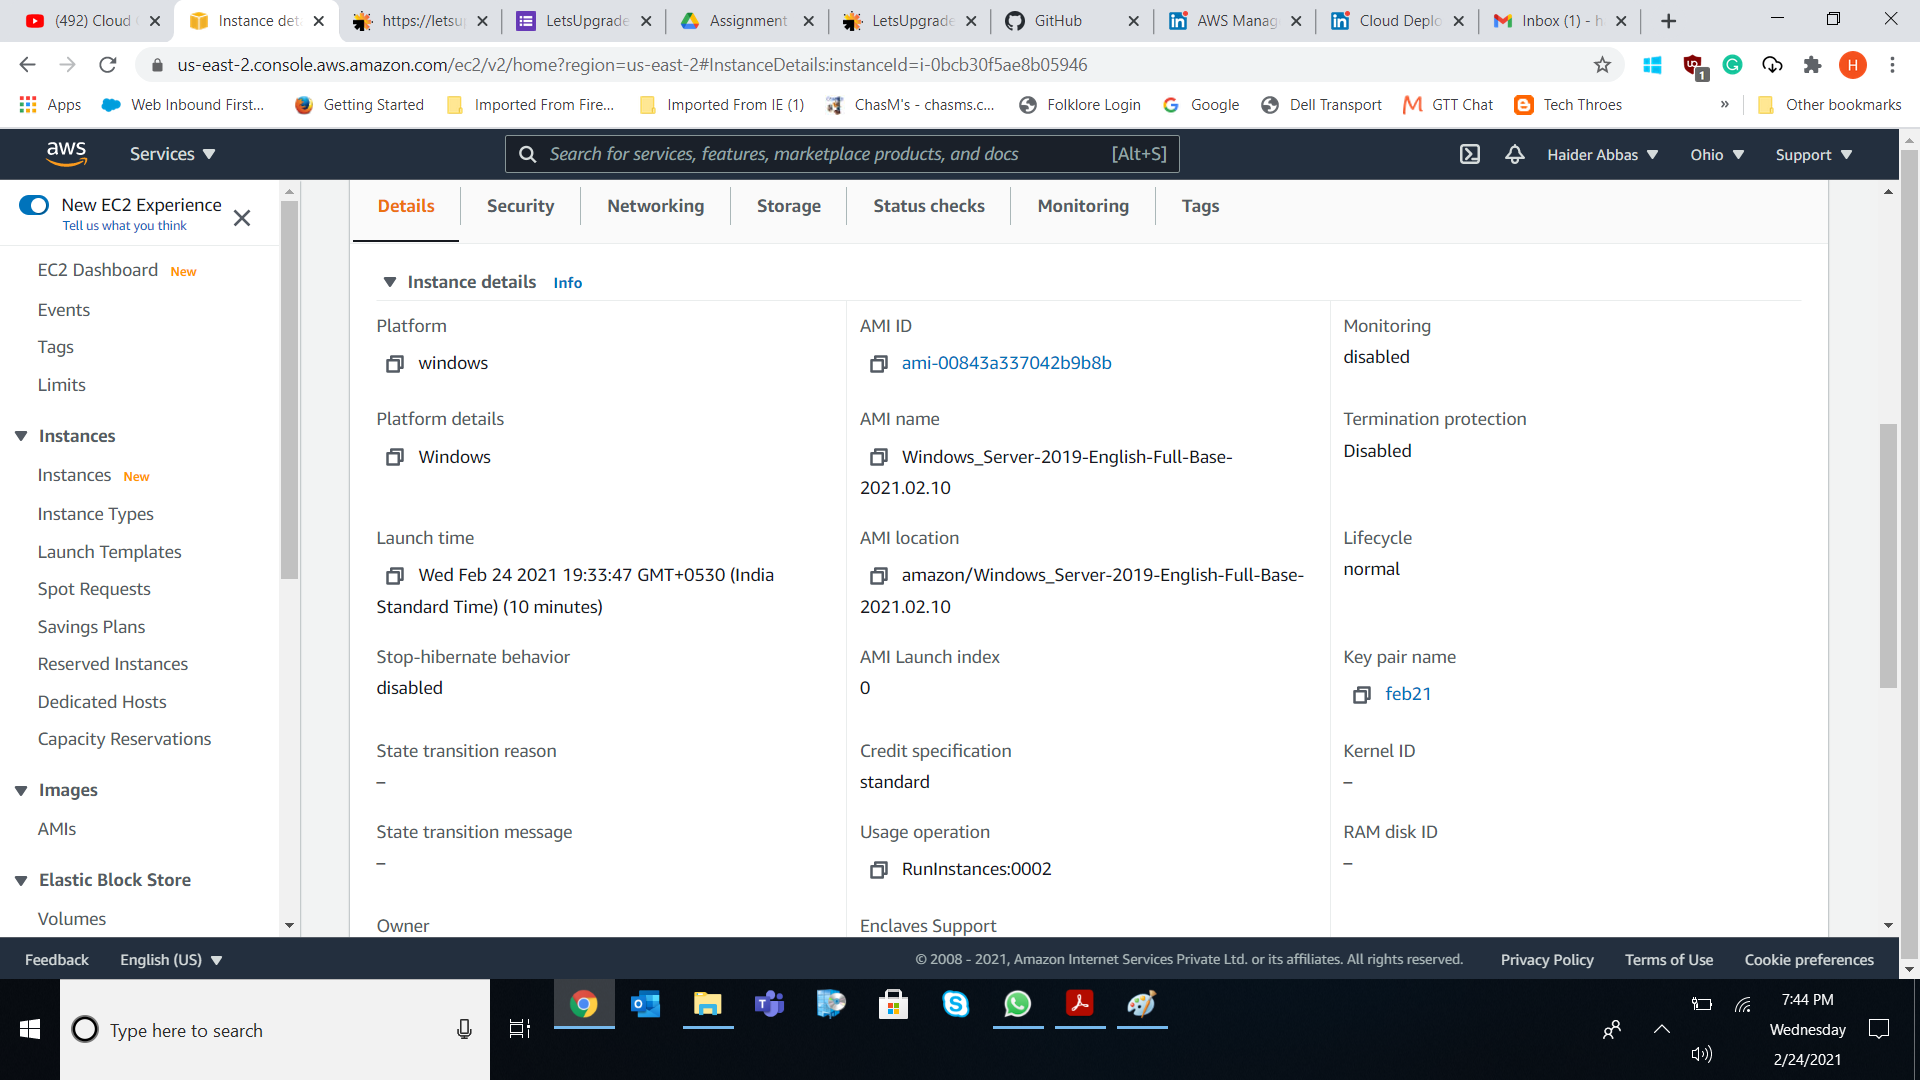 (492) Cloud
Instance det
https://letsup
LetsUpgrade
Assignment
LetsUpgrade
GitHub
AWS Manag
Cloud Deplo
Inbox (1) - h
us-east-2.console.aws.amazon.com/ec2/v2/home?region=us-east-2#InstanceDetails:instanceId=i-0bcb30f5ae8b05946
1
H
Apps
Web Inbound First...
Getting Started
Imported From Fire...
Imported From IE (1)
ChasM's - chasms.c...
Folklore Login
Google
Dell Transport
GTT Chat
Tech Throes
»
Other bookmarks
aws
Services
Search for services, features, marketplace products, and docs [Alt+S]
Haider Abbas
Ohio
Support
New EC2 Experience
Tell us what you think
EC2 Dashboard New
Events
Tags
Limits
Instances
Instances New
Instance Types
Launch Templates
Spot Requests
Savings Plans
Reserved Instances
Dedicated Hosts
Capacity Reservations
Images
AMIs
Elastic Block Store
Volumes
Details
Security
Networking
Storage
Status checks
Monitoring
Tags
Instance details Info
Platform
windows
AMI ID
ami-00843a337042b9b8b
Monitoring
disabled
Platform details
Windows
AMI name
Windows_Server-2019-English-Full-Base-
2021.02.10
Termination protection
Disabled
Launch time
Wed Feb 24 2021 19:33:47 GMT+0530 (India
Standard Time) (10 minutes)
AMI location
amazon/Windows_Server-2019-English-Full-Base-
2021.02.10
Lifecycle
normal
Stop-hibernate behavior
disabled
AMI Launch index
0
Key pair name
feb21
State transition reason
–
Credit specification
standard
Kernel ID
–
State transition message
–
Usage operation
RunInstances:0002
RAM disk ID
–
Owner
Enclaves Support
Feedback
English (US)
© 2008 - 2021, Amazon Internet Services Private Ltd. or its affiliates. All rights reserved.
Privacy Policy
Terms of Use
Cookie preferences
Type here to search
7:44 PM
Wednesday
2/24/2021